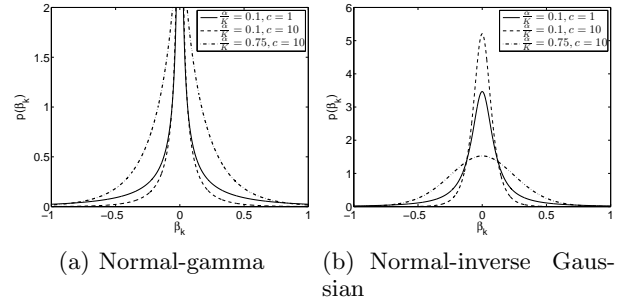 2
1.5
1
0.5
0
p(β_k)
−1
−0.5
0
0.5
1
β_k
α/K = 0.1, c = 1
α/K = 0.1, c = 10
α/K = 0.75, c = 10
(a) Normal-gamma
6
5
4
3
2
1
0
p(β_k)
−1
−0.5
0
0.5
1
β_k
α/K = 0.1, c = 1
α/K = 0.1, c = 10
α/K = 0.75, c = 10
(b) Normal-inverse Gaus-
sian